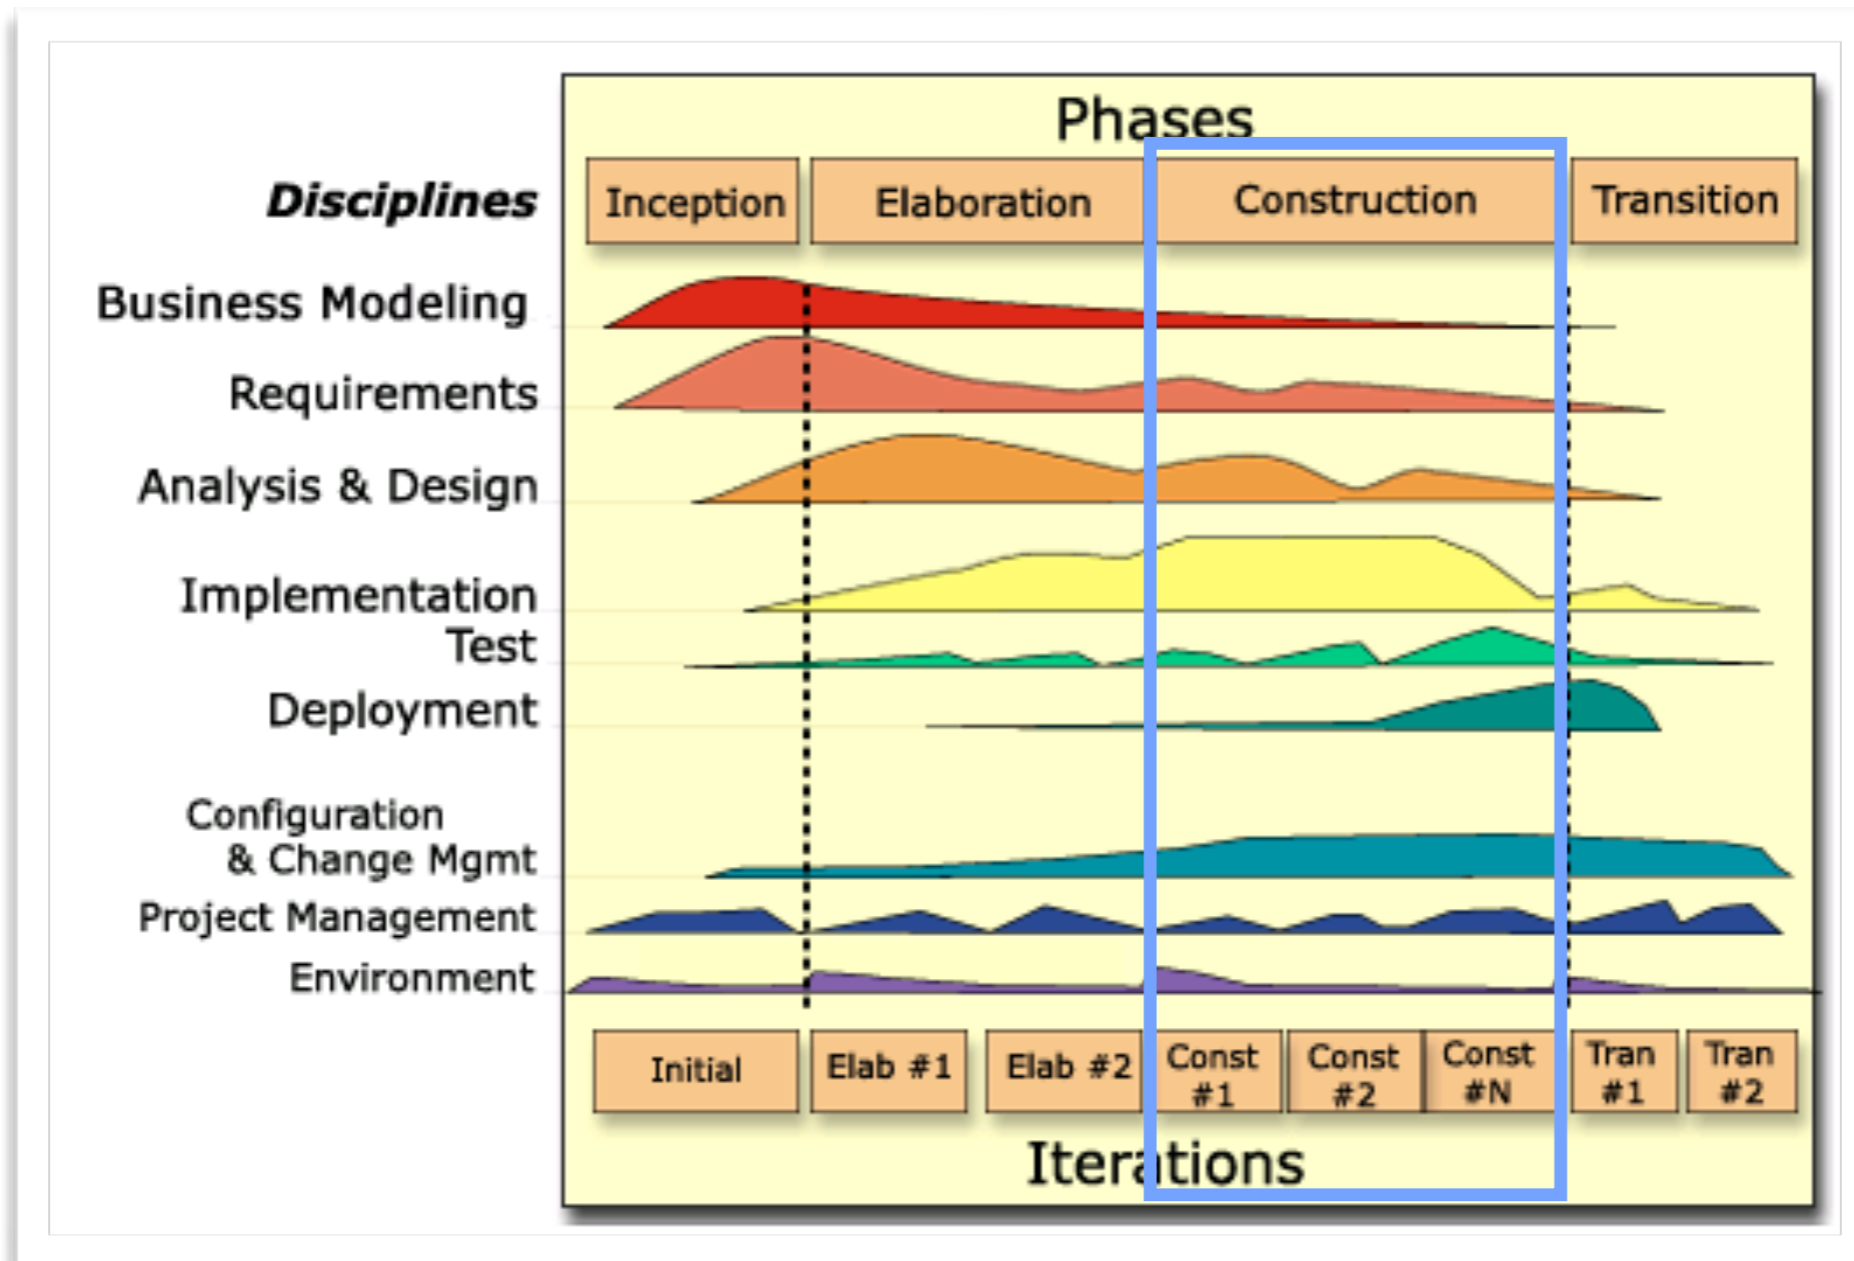 Phases
Disciplines
Inception
Elaboration
Construction
Transition
Business Modeling
Requirements
Analysis & Design
Implementation
Test
Deployment
Configuration
& Change Mgmt
Project Management
Environment
Initial
Elab #1
Elab #2
Const
#1
Const
#2
Const
#N
Tran
#1
Tran
#2
Iterations